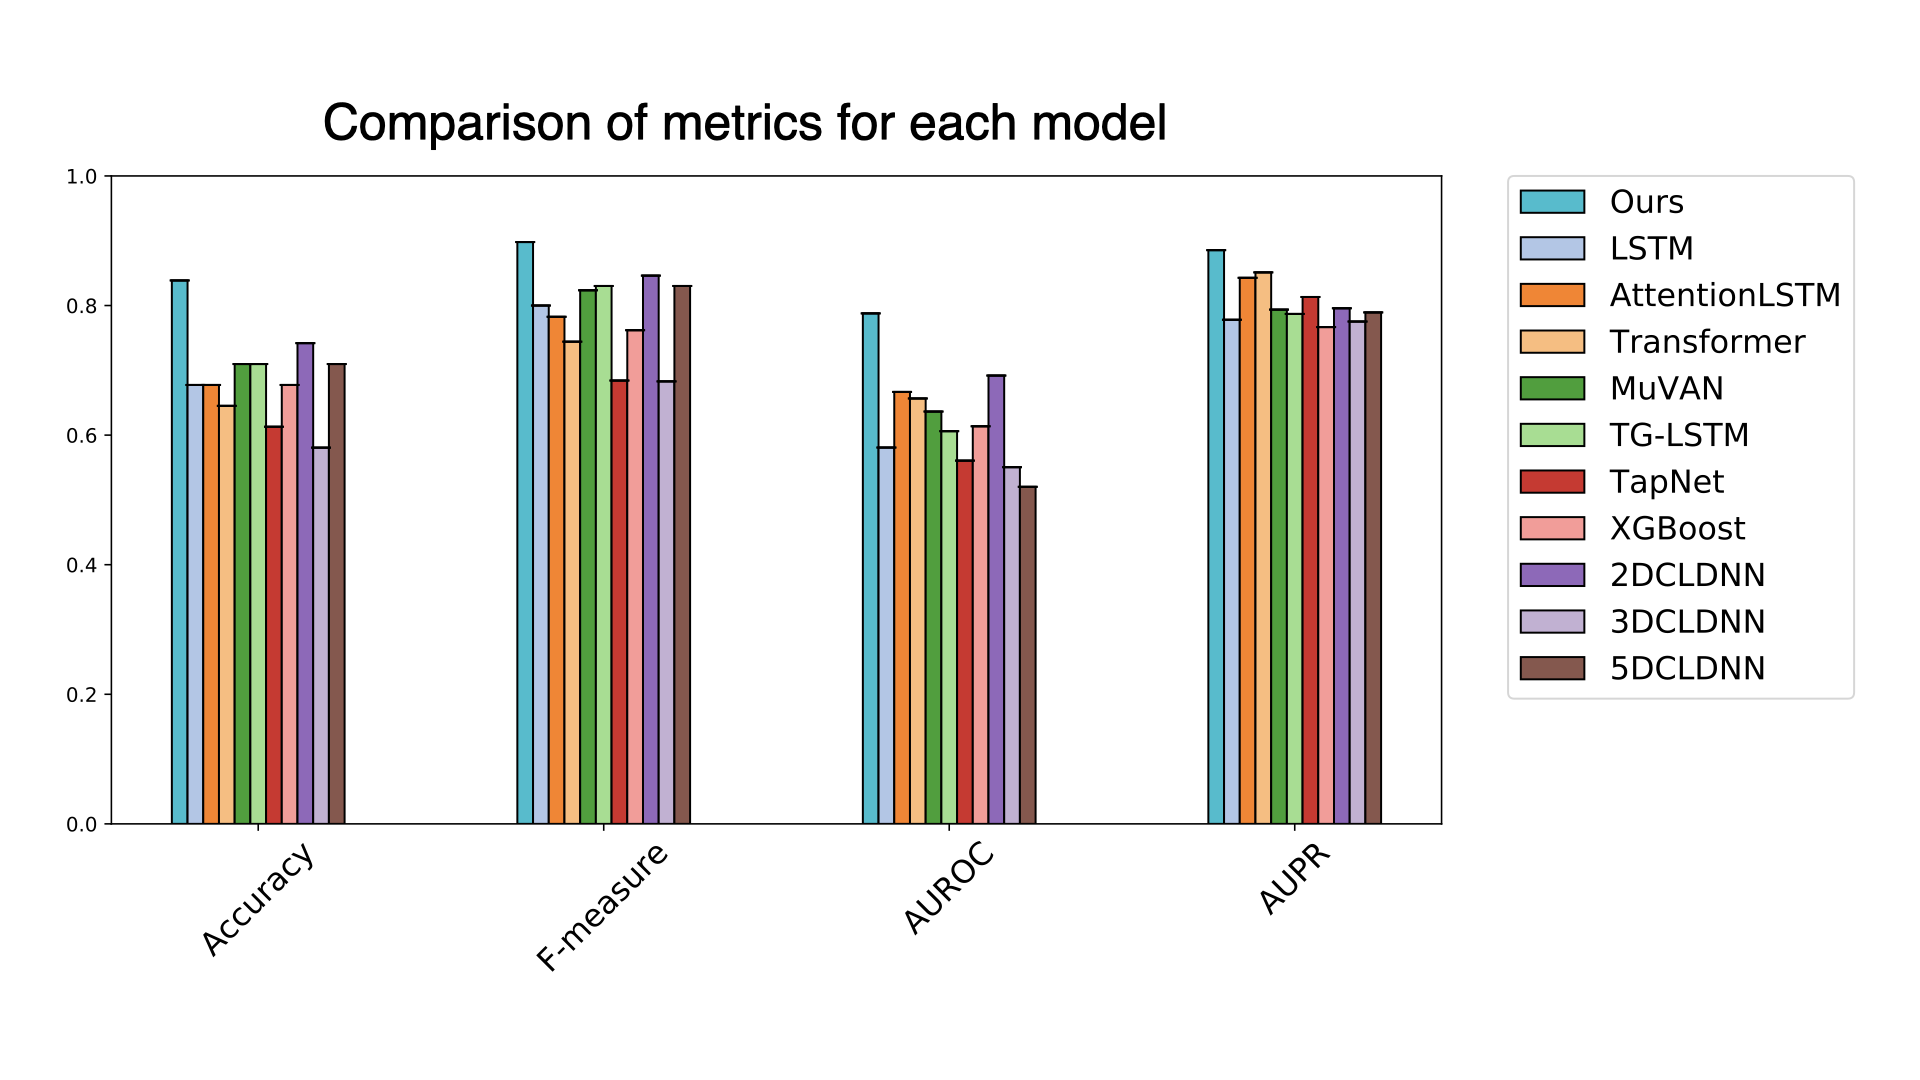 Comparison of metrics for each model
1.0
0.8
0.6
0.4
0.2
0.0
Accuracy
F-measure
AUROC
AUPR
Ours
LSTM
AttentionLSTM
Transformer
MuVAN
TG-LSTM
TapNet
XGBoost
2DCLDNN
3DCLDNN
5DCLDNN